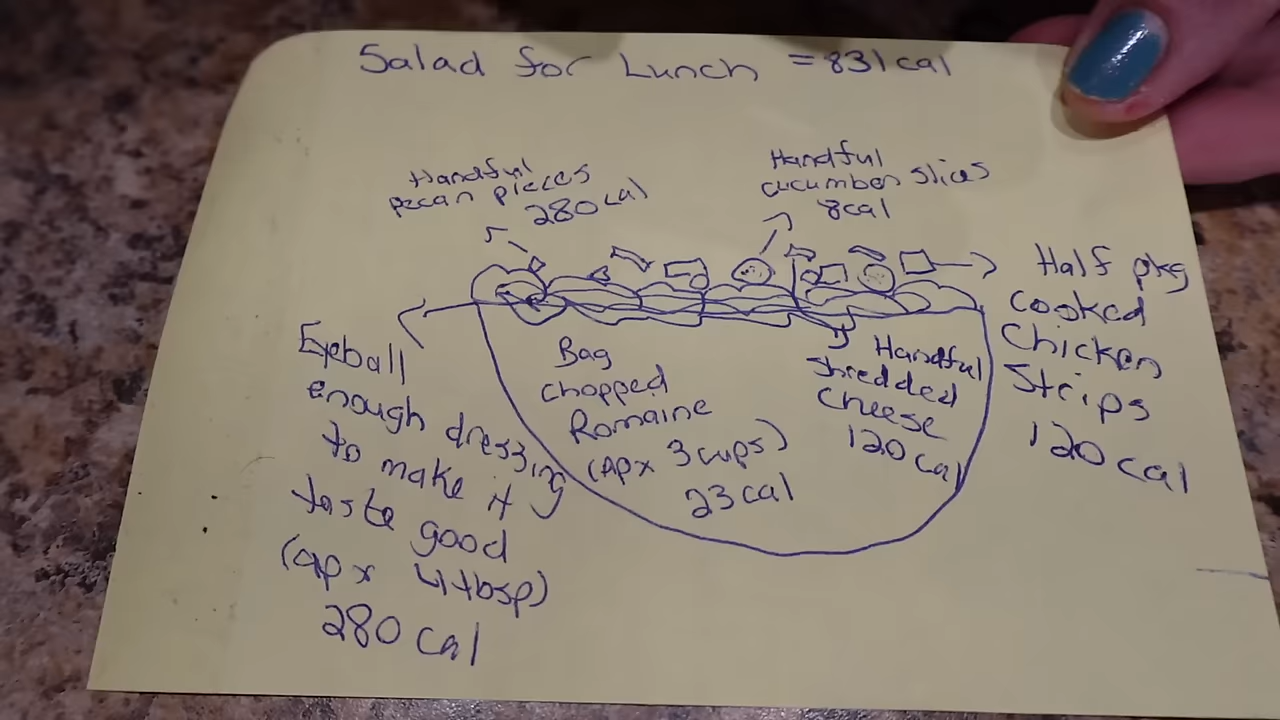 Salad for Lunch = 831 cal
Handful
pecan pieces
280 cal
Handful
cucumber slices
8 cal
Half pkg
cooked
Chicken
Strips
120 cal
Eyeball
enough dressing
to make it
taste good
(apx 4 tbsp)
280 cal
Bag
chopped
Romaine
(apx 3 cups)
23 cal
Handful
shredded
cheese
120 cal